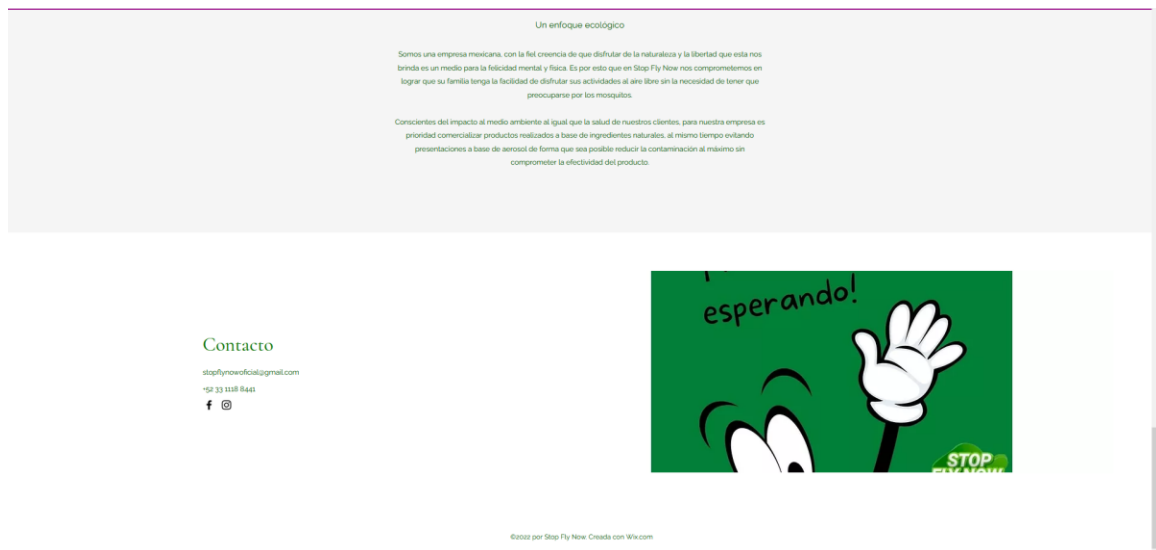 Un enfoque ecológico
Somos una empresa mexicana, con la fiel creencia de que disfrutar de la naturaleza y la libertad que esta nos
brinda es un medio para la felicidad mental y física. Es por esto que en Stop Fly Now nos comprometemos en
lograr que su familia tenga la facilidad de disfrutar sus actividades al aire libre sin la necesidad de tener que
preocuparse por los mosquitos.
Conscientes del impacto al medio ambiente al igual que la salud de nuestros clientes, para nuestra empresa es
prioridad comercializar productos realizados a base de ingredientes naturales, al mismo tiempo evitando
presentaciones a base de aerosol de forma que sea posible reducir la contaminación al máximo sin
comprometer la efectividad del producto.
esperando!
Contacto
stopflynowoficial@gmail.com
+52 33 1118 8441
STOP
FLY NOW
©2022 por Stop Fly Now. Creada con Wix.com